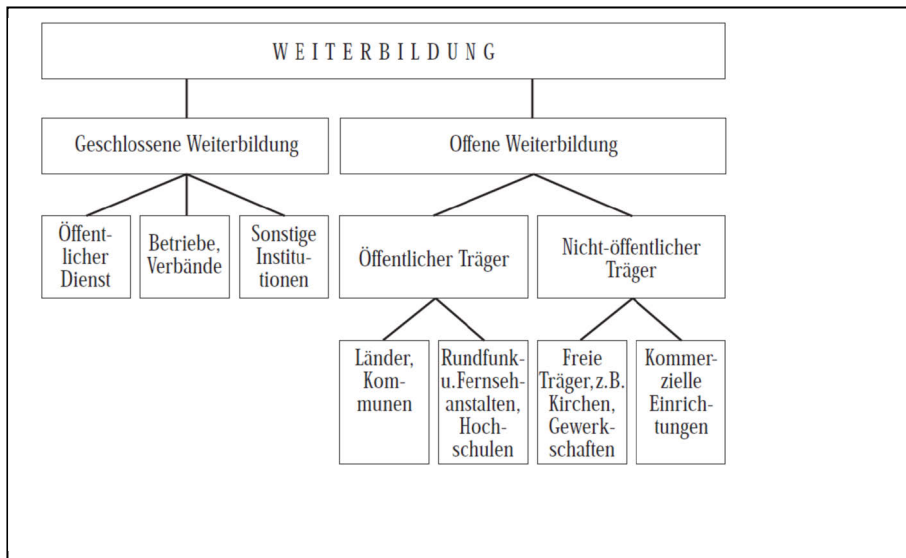 WEITERBILDUNG
Geschlossene Weiterbildung
Offene Weiterbildung
Öffent-
licher
Dienst
Betriebe,
Verbände
Sonstige
Institu-
tionen
Öffentlicher Träger
Nicht-öffentlicher
Träger
Länder,
Kom-
munen
Rundfunk-
u.Fernseh-
anstalten,
Hoch-
schulen
Freie
Träger,z.B.
Kirchen,
Gewerk-
schaften
Kommer-
zielle
Einrich-
tungen